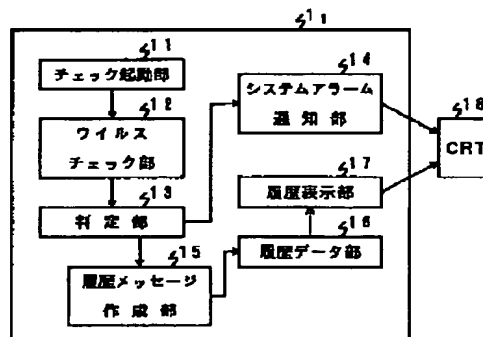 11
11
チェック起動部
12
ウイルス
チェック部
13
判定部
14
システムアラーム
通知部
18
CRT
17
履歴表示部
16
履歴データ部
15
履歴メッセージ
作成部